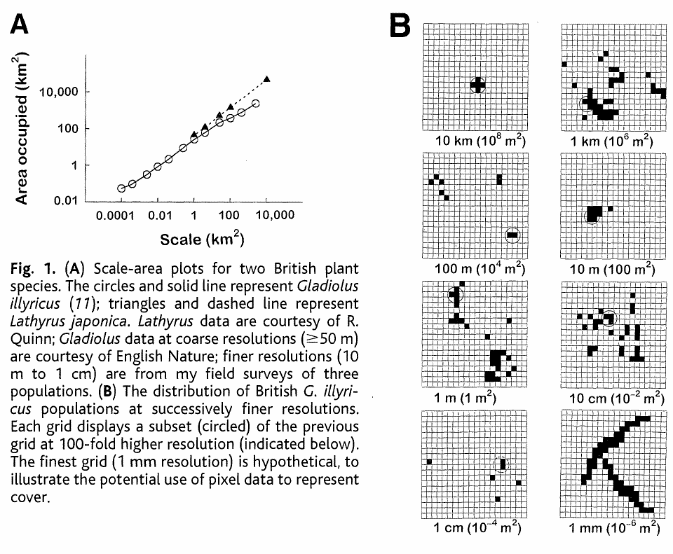 A
Area occupied (km²)
10,000
100
1
0.01
0.0001
0.01
1
100
10,000
Scale (km²)
Fig. 1. (A) Scale-area plots for two British plant
species. The circles and solid line represent Gladiolus
illyricus (11); triangles and dashed line represent
Lathyrus japonica. Lathyrus data are courtesy of R.
Quinn; Gladiolus data at coarse resolutions (≥50 m)
are courtesy of English Nature; finer resolutions (10
m to 1 cm) are from my field surveys of three
populations. (B) The distribution of British G. illyri-
cus populations at successively finer resolutions.
Each grid displays a subset (circled) of the previous
grid at 100-fold higher resolution (indicated below).
The finest grid (1 mm resolution) is hypothetical, to
illustrate the potential use of pixel data to represent
cover.
B
10 km (10⁸ m²)
1 km (10⁶ m²)
100 m (10⁴ m²)
10 m (100 m²)
1 m (1 m²)
10 cm (10⁻² m²)
1 cm (10⁻⁴ m²)
1 mm (10⁻⁶ m²)